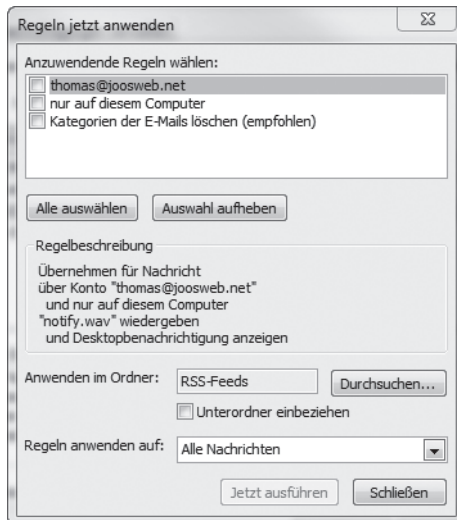 Regeln jetzt anwenden
Anzuwendende Regeln wählen:
thomas@joosweb.net
nur auf diesem Computer
Kategorien der E-Mails löschen (empfohlen)
Alle auswählen Auswahl aufheben
Regelbeschreibung
Übernehmen für Nachricht
über Konto "thomas@joosweb.net"
und nur auf diesem Computer
"notify.wav" wiedergeben
und Desktopbenachrichtigung anzeigen
Anwenden im Ordner: RSS-Feeds Durchsuchen...
Unterordner einbeziehen
Regeln anwenden auf: Alle Nachrichten
Jetzt ausführen Schließen